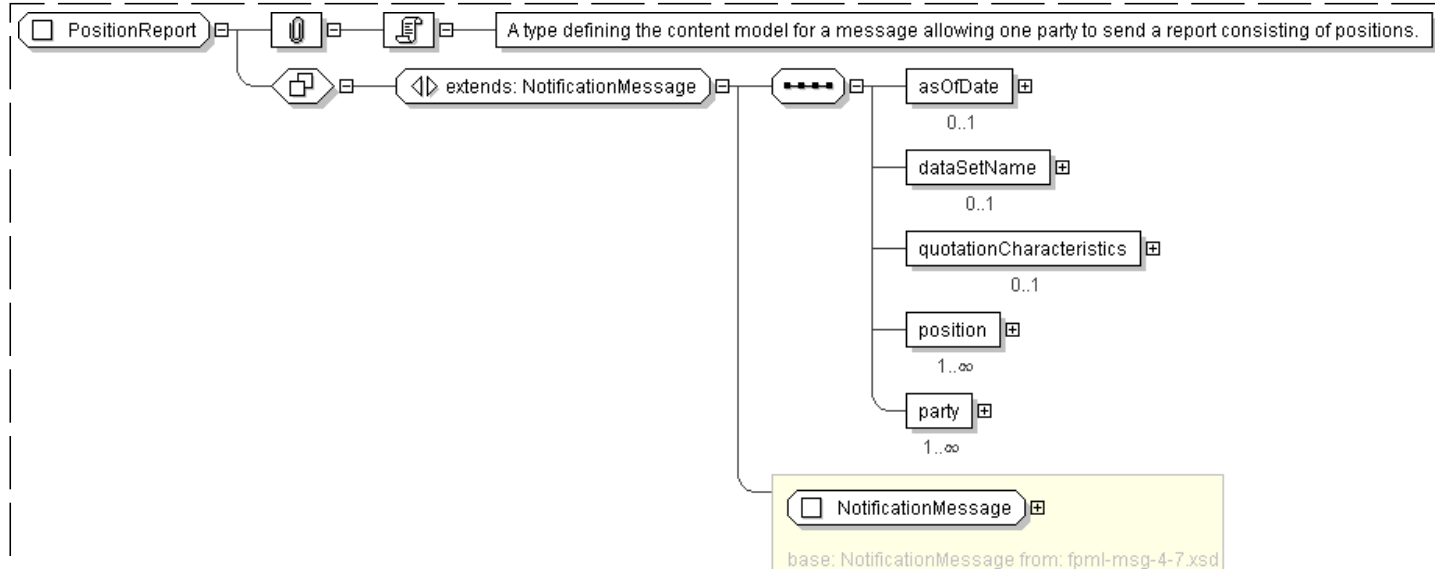 PositionReport
A type defining the content model for a message allowing one party to send a report consisting of positions.
extends: NotificationMessage
asOfDate
0..1
dataSetName
0..1
quotationCharacteristics
0..1
position
1..∞
party
1..∞
NotificationMessage
base: NotificationMessage from: fpml-msg-4-7.xsd